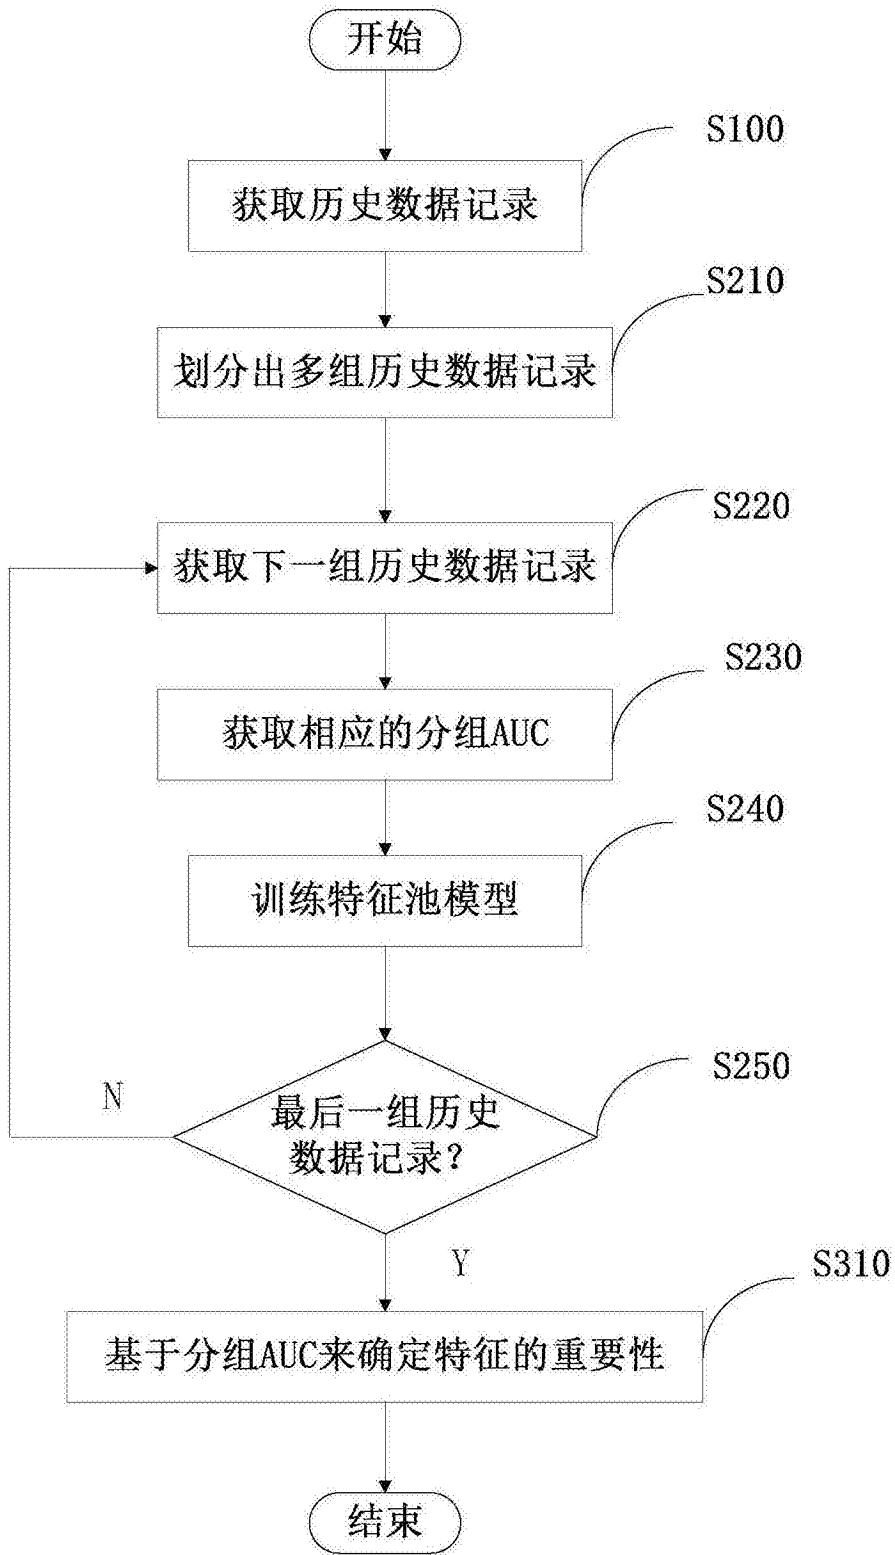 开始
S100
获取历史数据记录
S210
划分出多组历史数据记录
S220
获取下一组历史数据记录
S230
获取相应的分组AUC
S240
训练特征池模型
S250
N
最后一组历史
数据记录？
Y
S310
基于分组AUC来确定特征的重要性
结束